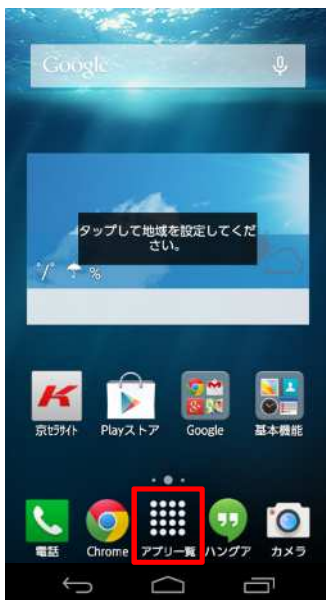 Google
タップして地域を設定してくだ
さい。
°/° %
京セラサイト Playストア Google 基本機能
電話 Chrome アプリ一覧 ハングア カメラ